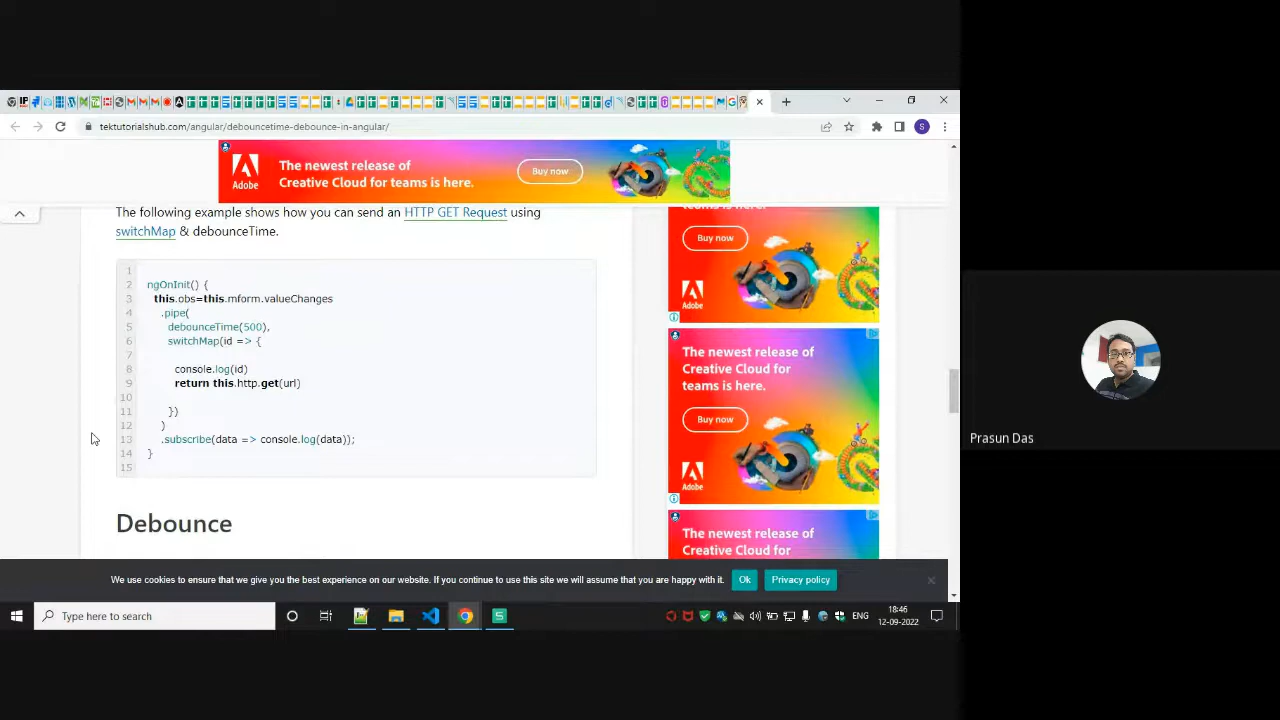 tektutorialshub.com/angular/debouncetime-debounce-in-angular/
S
Adobe
The newest release of
Creative Cloud for teams is here.
Buy now
The following example shows how you can send an HTTP GET Request using
switchMap & debounceTime.
1
2 ngOnInit() {
3 this.obs=this.mform.valueChanges
4 .pipe(
5 debounceTime(500),
6 switchMap(id => {
7
8 console.log(id)
9 return this.http.get(url)
10
11 })
12 )
13 .subscribe(data => console.log(data));
14 }
15
Debounce
teams is here.
Buy now
Adobe
The newest release of
Creative Cloud for
teams is here.
Buy now
Adobe
The newest release of
Creative Cloud for
Prasun Das
We use cookies to ensure that we give you the best experience on our website. If you continue to use this site we will assume that you are happy with it.
Ok
Privacy policy
Type here to search
ENG
18:46
12-09-2022